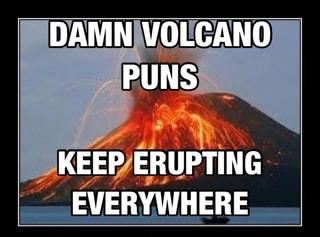 DAMN VOLCANO
PUNS
KEEP ERUPTING
EVERYWHERE